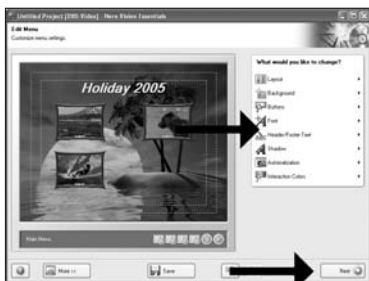 Untitled Project [DVD-Video] - Nero Vision Essentials
Edit Menu
Customize menu settings.
Holiday 2005
What would you like to change?
Layout
Background
Buttons
Font
Header/Footer Text
Shadow
Automatization
Interaction Colors
Main Menu
More >>
Save
Next